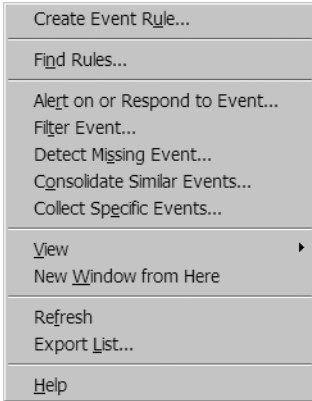 Create Event Rule...
Find Rules...
Alert on or Respond to Event...
Filter Event...
Detect Missing Event...
Consolidate Similar Events...
Collect Specific Events...
View
New Window from Here
Refresh
Export List...
Help